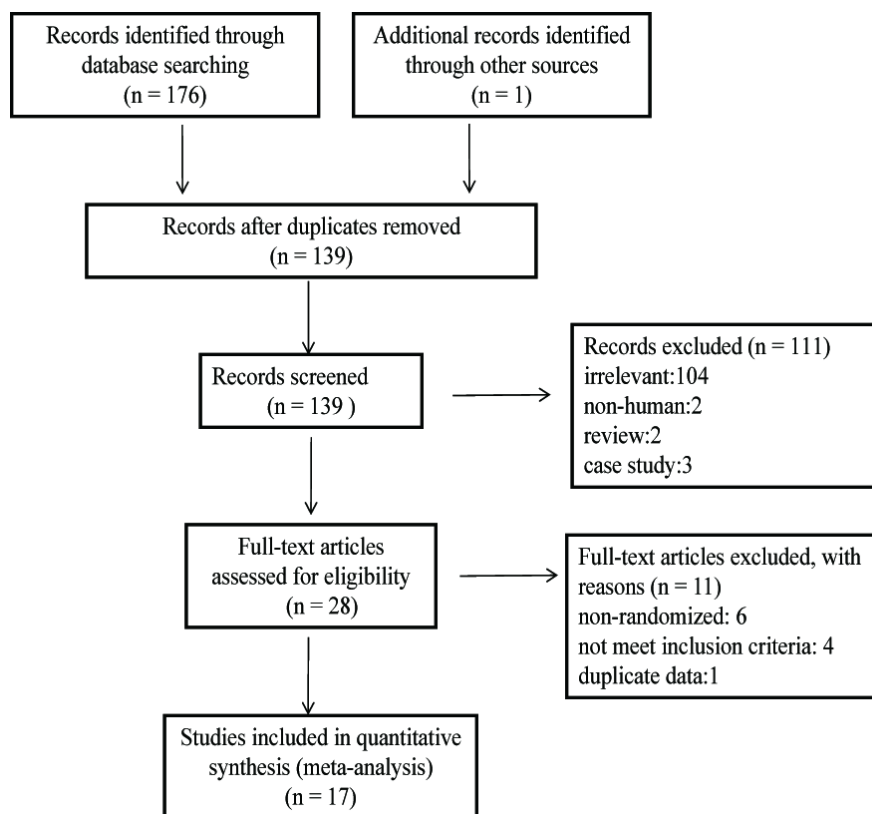 Records identified through
database searching
(n = 176)
Additional records identified
through other sources
(n = 1)
Records after duplicates removed
(n = 139)
Records screened
(n = 139 )
Records excluded (n = 111)
irrelevant:104
non-human:2
review:2
case study:3
Full-text articles
assessed for eligibility
(n = 28)
Full-text articles excluded, with
reasons (n = 11)
non-randomized: 6
not meet inclusion criteria: 4
duplicate data:1
Studies included in quantitative
synthesis (meta-analysis)
(n = 17)